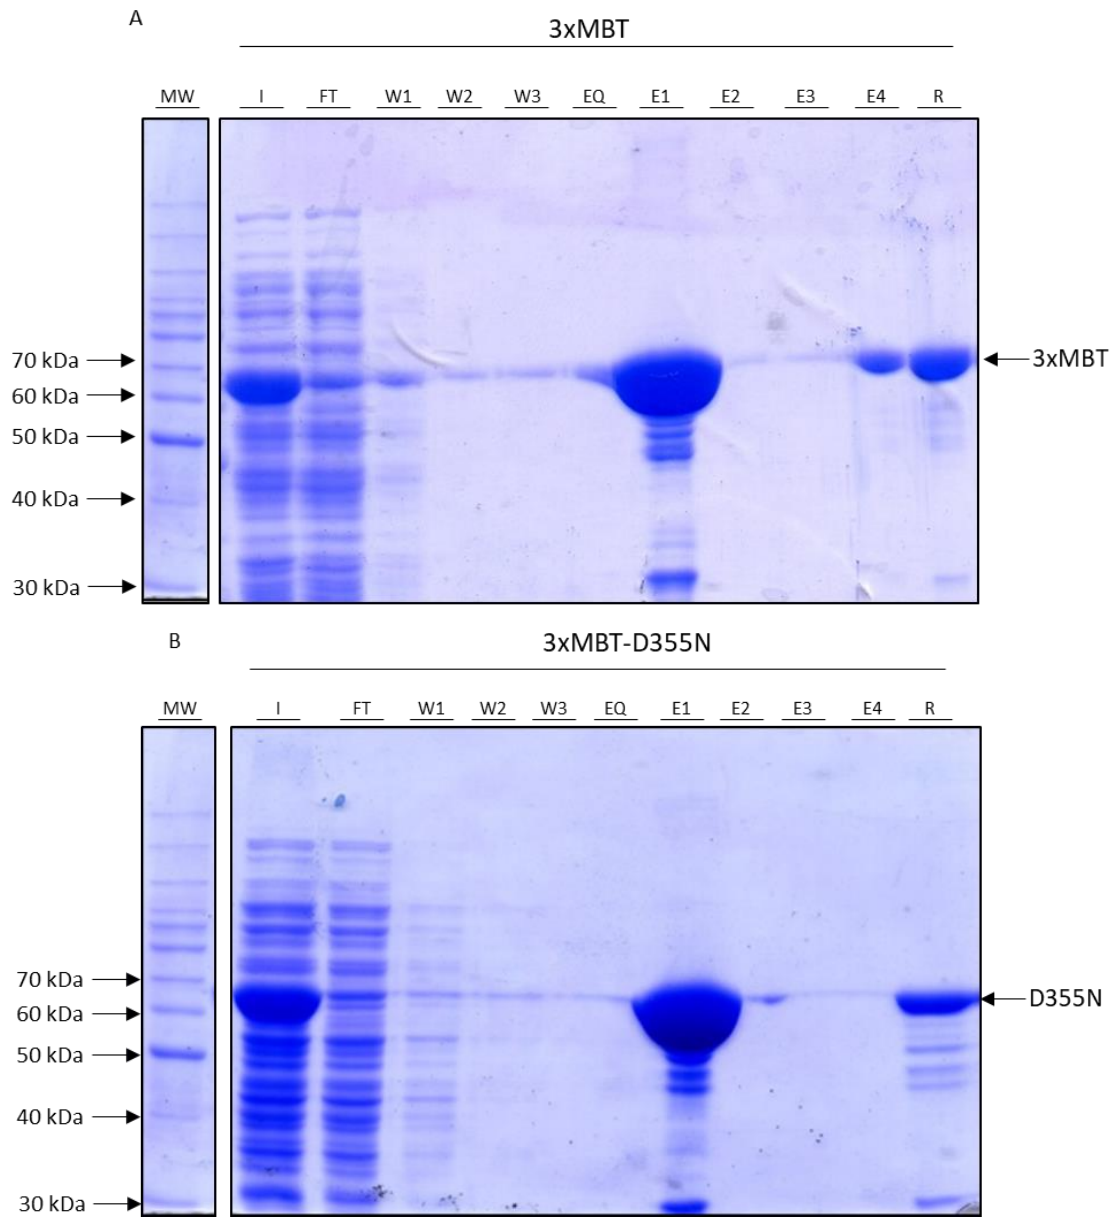 A
3xMBT
MW I FT W1 W2 W3 EQ E1 E2 E3 E4 R
70 kDa
3xMBT
60 kDa
50 kDa
40 kDa
30 kDa
B
3xMBT-D355N
MW I FT W1 W2 W3 EQ E1 E2 E3 E4 R
70 kDa
D355N
60 kDa
50 kDa
40 kDa
30 kDa